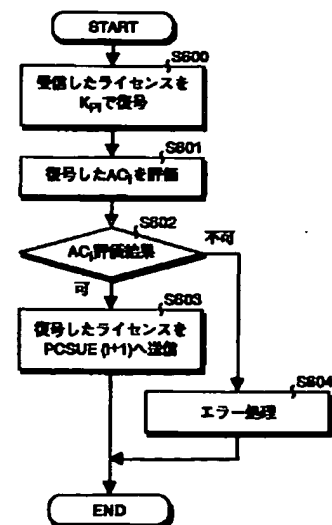 START
S600
受信したライセンスを
KPiで復号
S601
復号したACiを評価
S602
ACi評価結果
不可
可
S603
復号したライセンスを
PCSUE (i+1)へ送信
S604
エラー処理
END